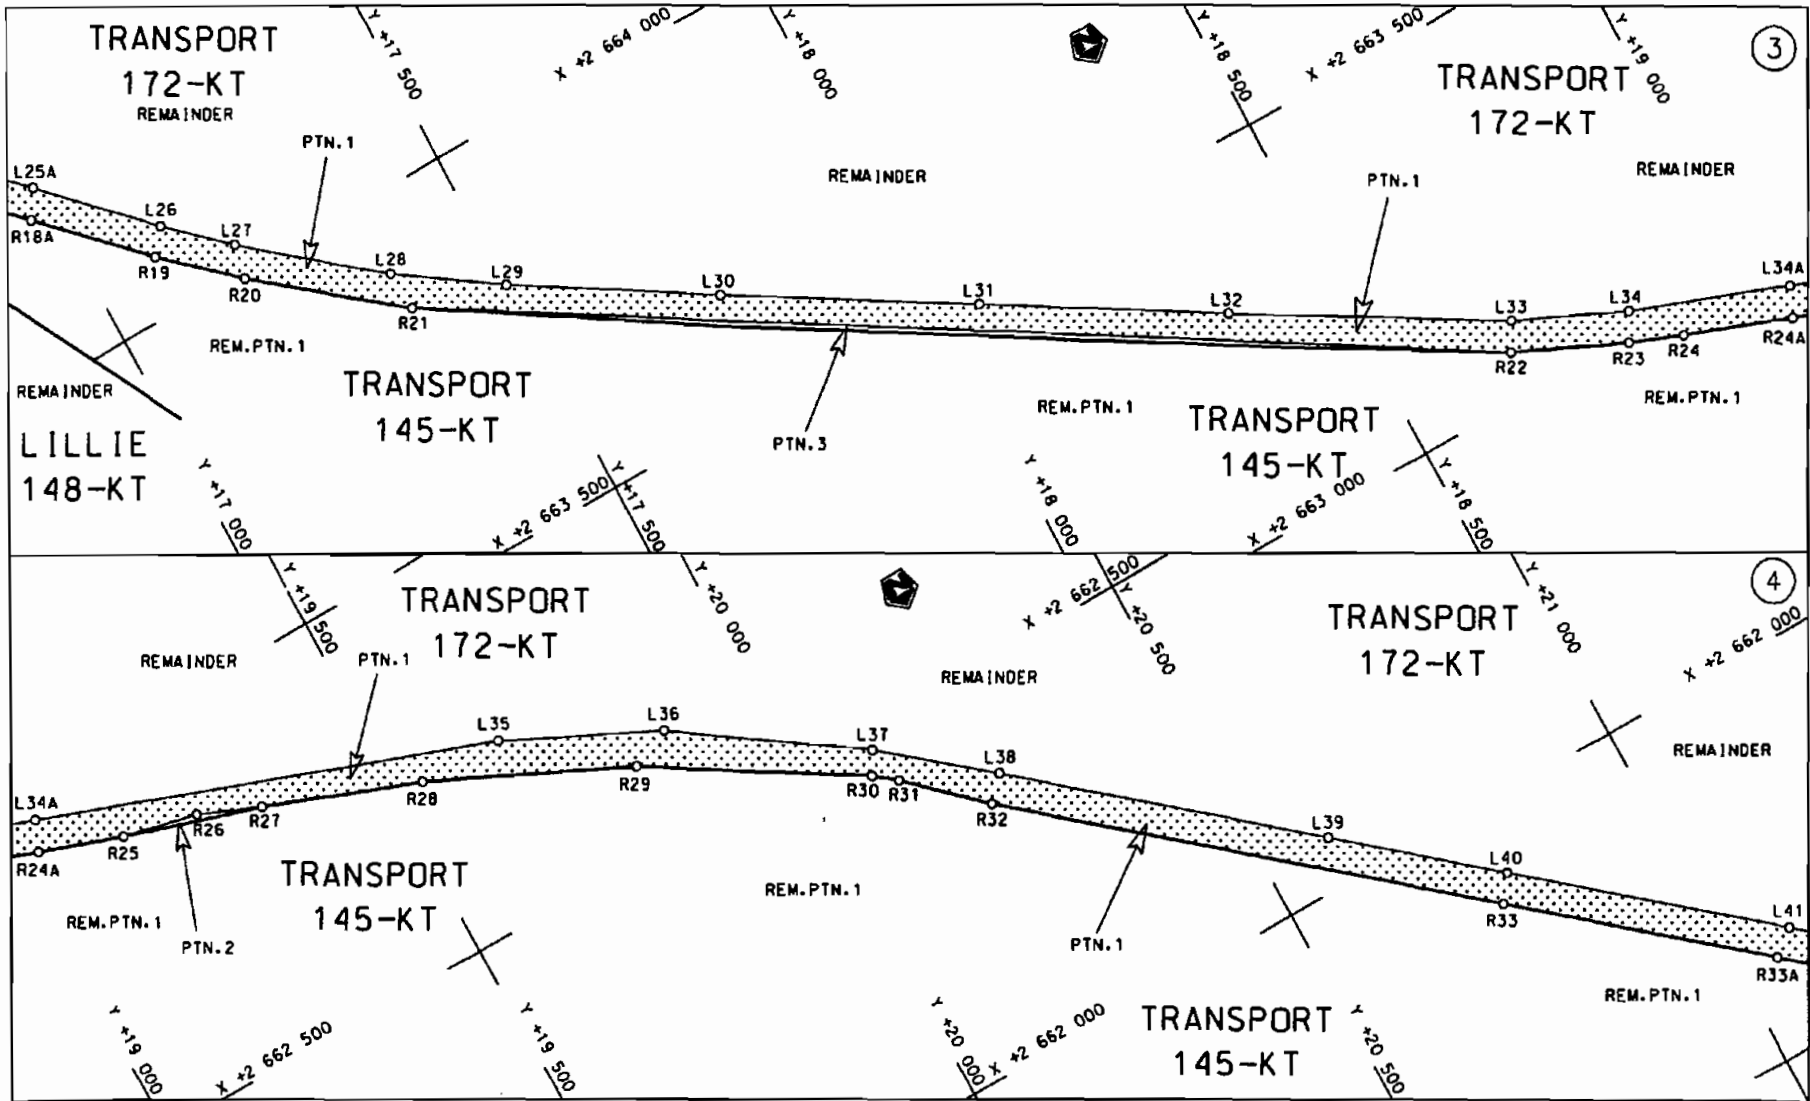 TRANSPORT
172-KT
REMAINDER
Y +17 500
X +2 664 000
Y +18 000
Y +18 500
X +2 663 500
Y +19 000
3
TRANSPORT
172-KT
PTN.1
REMAINDER
PTN.1
REMAINDER
L25A
L26
L27
L28
L29
L30
L31
L32
L33
L34
L34A
R18A
R19
R20
R21
R22
R23
R24
R24A
REM.PTN.1
REMAINDER
LILLIE
148-KT
TRANSPORT
145-KT
PTN.3
REM.PTN.1
TRANSPORT
145-KT
REM.PTN.1
Y +17 000
X +2 663 500
Y +17 500
Y +18 000
X +2 663 000
Y +18 500
Y +19 500
TRANSPORT
172-KT
Y +20 000
X +2 662 500
Y +20 500
Y +21 000
4
TRANSPORT
172-KT
X +2 662 000
REMAINDER
PTN.1
REMAINDER
REMAINDER
L34A
L35
L36
L37
L38
L39
L40
L41
R24A
R25
R26
R27
R28
R29
R30
R31
R32
R33
R33A
REM.PTN.1
PTN.2
TRANSPORT
145-KT
REM.PTN.1
PTN.1
REM.PTN.1
TRANSPORT
145-KT
Y +19 000
X +2 662 500
Y +19 500
Y +20 000
X +2 662 000
Y +20 500